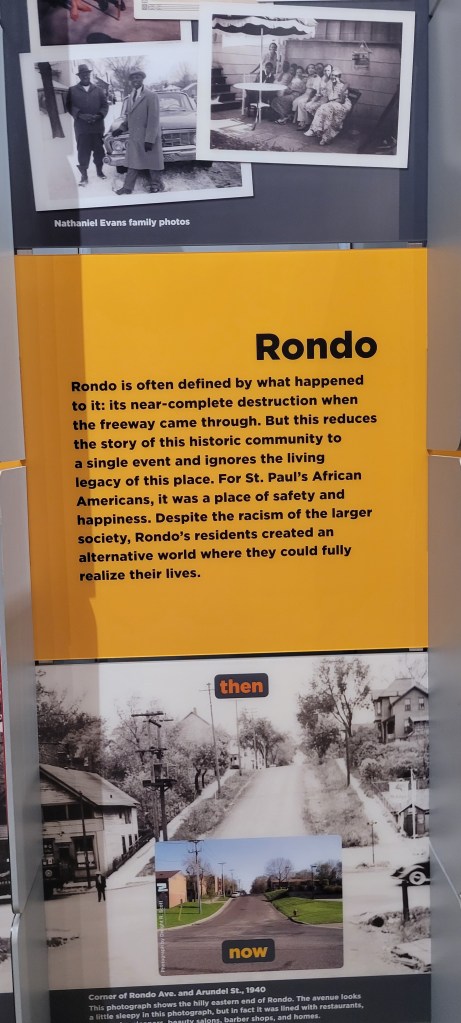 Nathaniel Evans family photos
Rondo
Rondo is often defined by what happened
to it: its near-complete destruction when
the freeway came through. But this reduces
the story of this historic community to
a single event and ignores the living
legacy of this place. For St. Paul's African
Americans, it was a place of safety and
happiness. Despite the racism of the larger
society, Rondo's residents created an
alternative world where they could fully
realize their lives.
then
now
Corner of Rondo Ave. and Arundel St., 1940
This photograph shows the hilly eastern end of Rondo. The avenue looks
a little sleepy in this photograph, but in fact it was lined with restaurants,
beauty salons, barber shops, and homes.